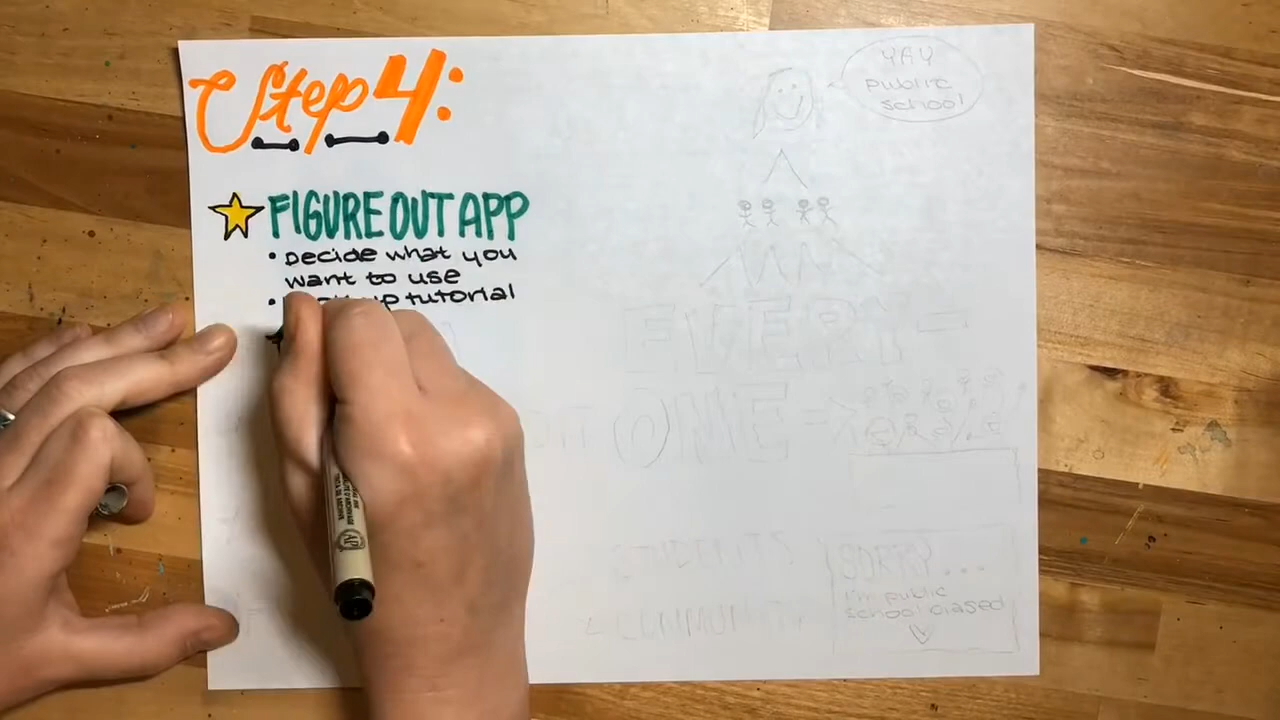 Step 4:
FIGURE OUT APP
• Decide what you
want to use
• up tutorial
YAY
public
school
EVERY-
ONE
STUDENTS
COMMUNITY
SORRY...
I'm public
school biased